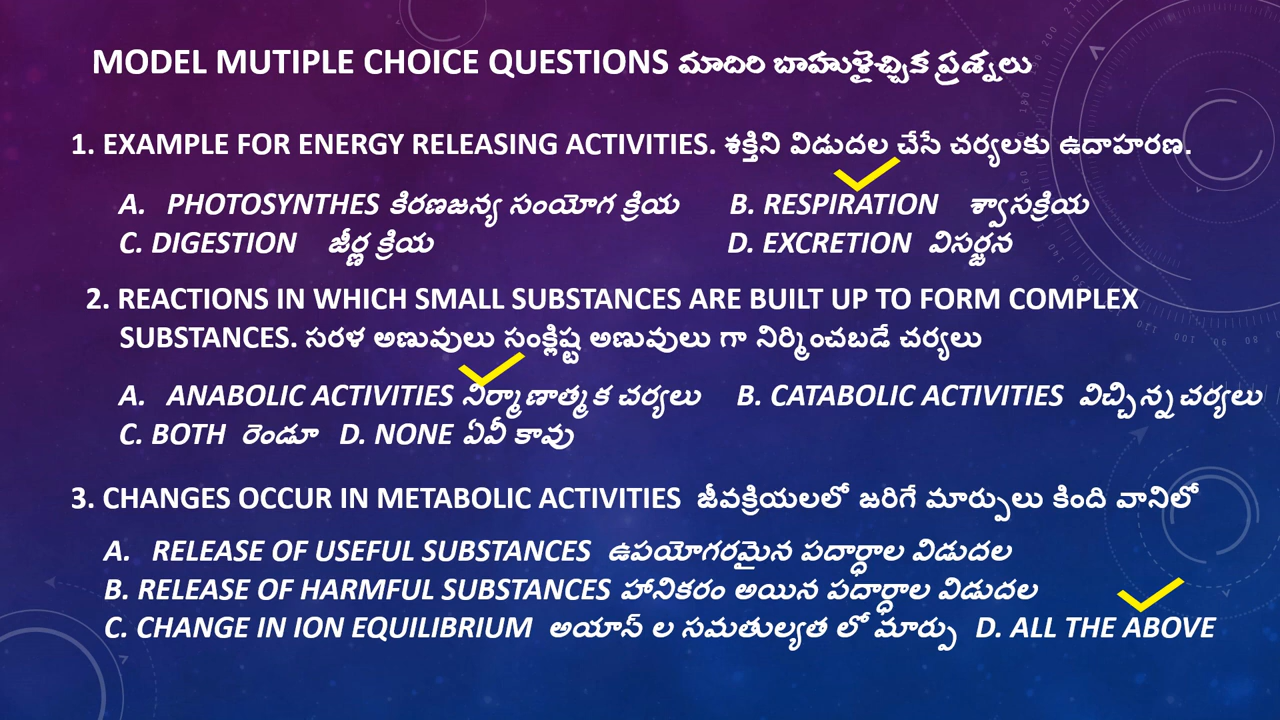 MODEL MUTIPLE CHOICE QUESTIONS మాదిరి బాహుళైచ్చిక ప్రశ్నలు
1. EXAMPLE FOR ENERGY RELEASING ACTIVITIES. శక్తిని విడుదల చేసే చర్యలకు ఉదాహరణ.
A. PHOTOSYNTHES కిరణజన్య సంయోగ క్రియ B. RESPIRATION శ్వాసక్రియ
C. DIGESTION జీర్ణ క్రియ D. EXCRETION విసర్జన
2. REACTIONS IN WHICH SMALL SUBSTANCES ARE BUILT UP TO FORM COMPLEX
SUBSTANCES. సరళ అణువులు సంక్లిష్ట అణువులు గా నిర్మించబడే చర్యలు
A. ANABOLIC ACTIVITIES నిర్మాణాత్మక చర్యలు B. CATABOLIC ACTIVITIES విచ్చిన్న చర్యలు
C. BOTH రెండూ D. NONE ఏవీ కావు
3. CHANGES OCCUR IN METABOLIC ACTIVITIES జీవక్రియలలో జరిగే మార్పులు కింది వానిలో
A. RELEASE OF USEFUL SUBSTANCES ఉపయోగరమైన పదార్ధాల విడుదల
B. RELEASE OF HARMFUL SUBSTANCES హానికరం అయిన పదార్ధాల విడుదల
C. CHANGE IN ION EQUILIBRIUM అయాస్ ల సమతుల్యత లో మార్పు D. ALL THE ABOVE